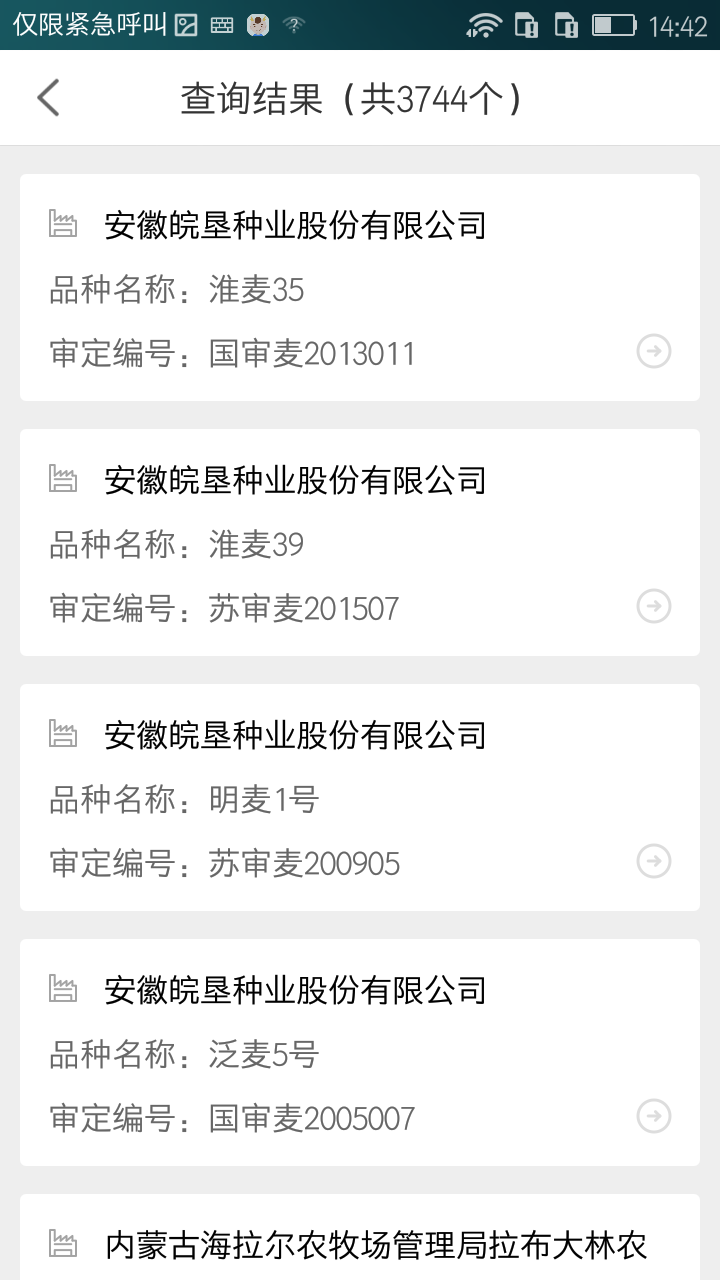 仅限紧急呼叫 14:42
查询结果（共3744个）
安徽皖垦种业股份有限公司
品种名称：淮麦35
审定编号：国审麦2013011
安徽皖垦种业股份有限公司
品种名称：淮麦39
审定编号：苏审麦201507
安徽皖垦种业股份有限公司
品种名称：明麦1号
审定编号：苏审麦200905
安徽皖垦种业股份有限公司
品种名称：泛麦5号
审定编号：国审麦2005007
内蒙古海拉尔农牧场管理局拉布大林农